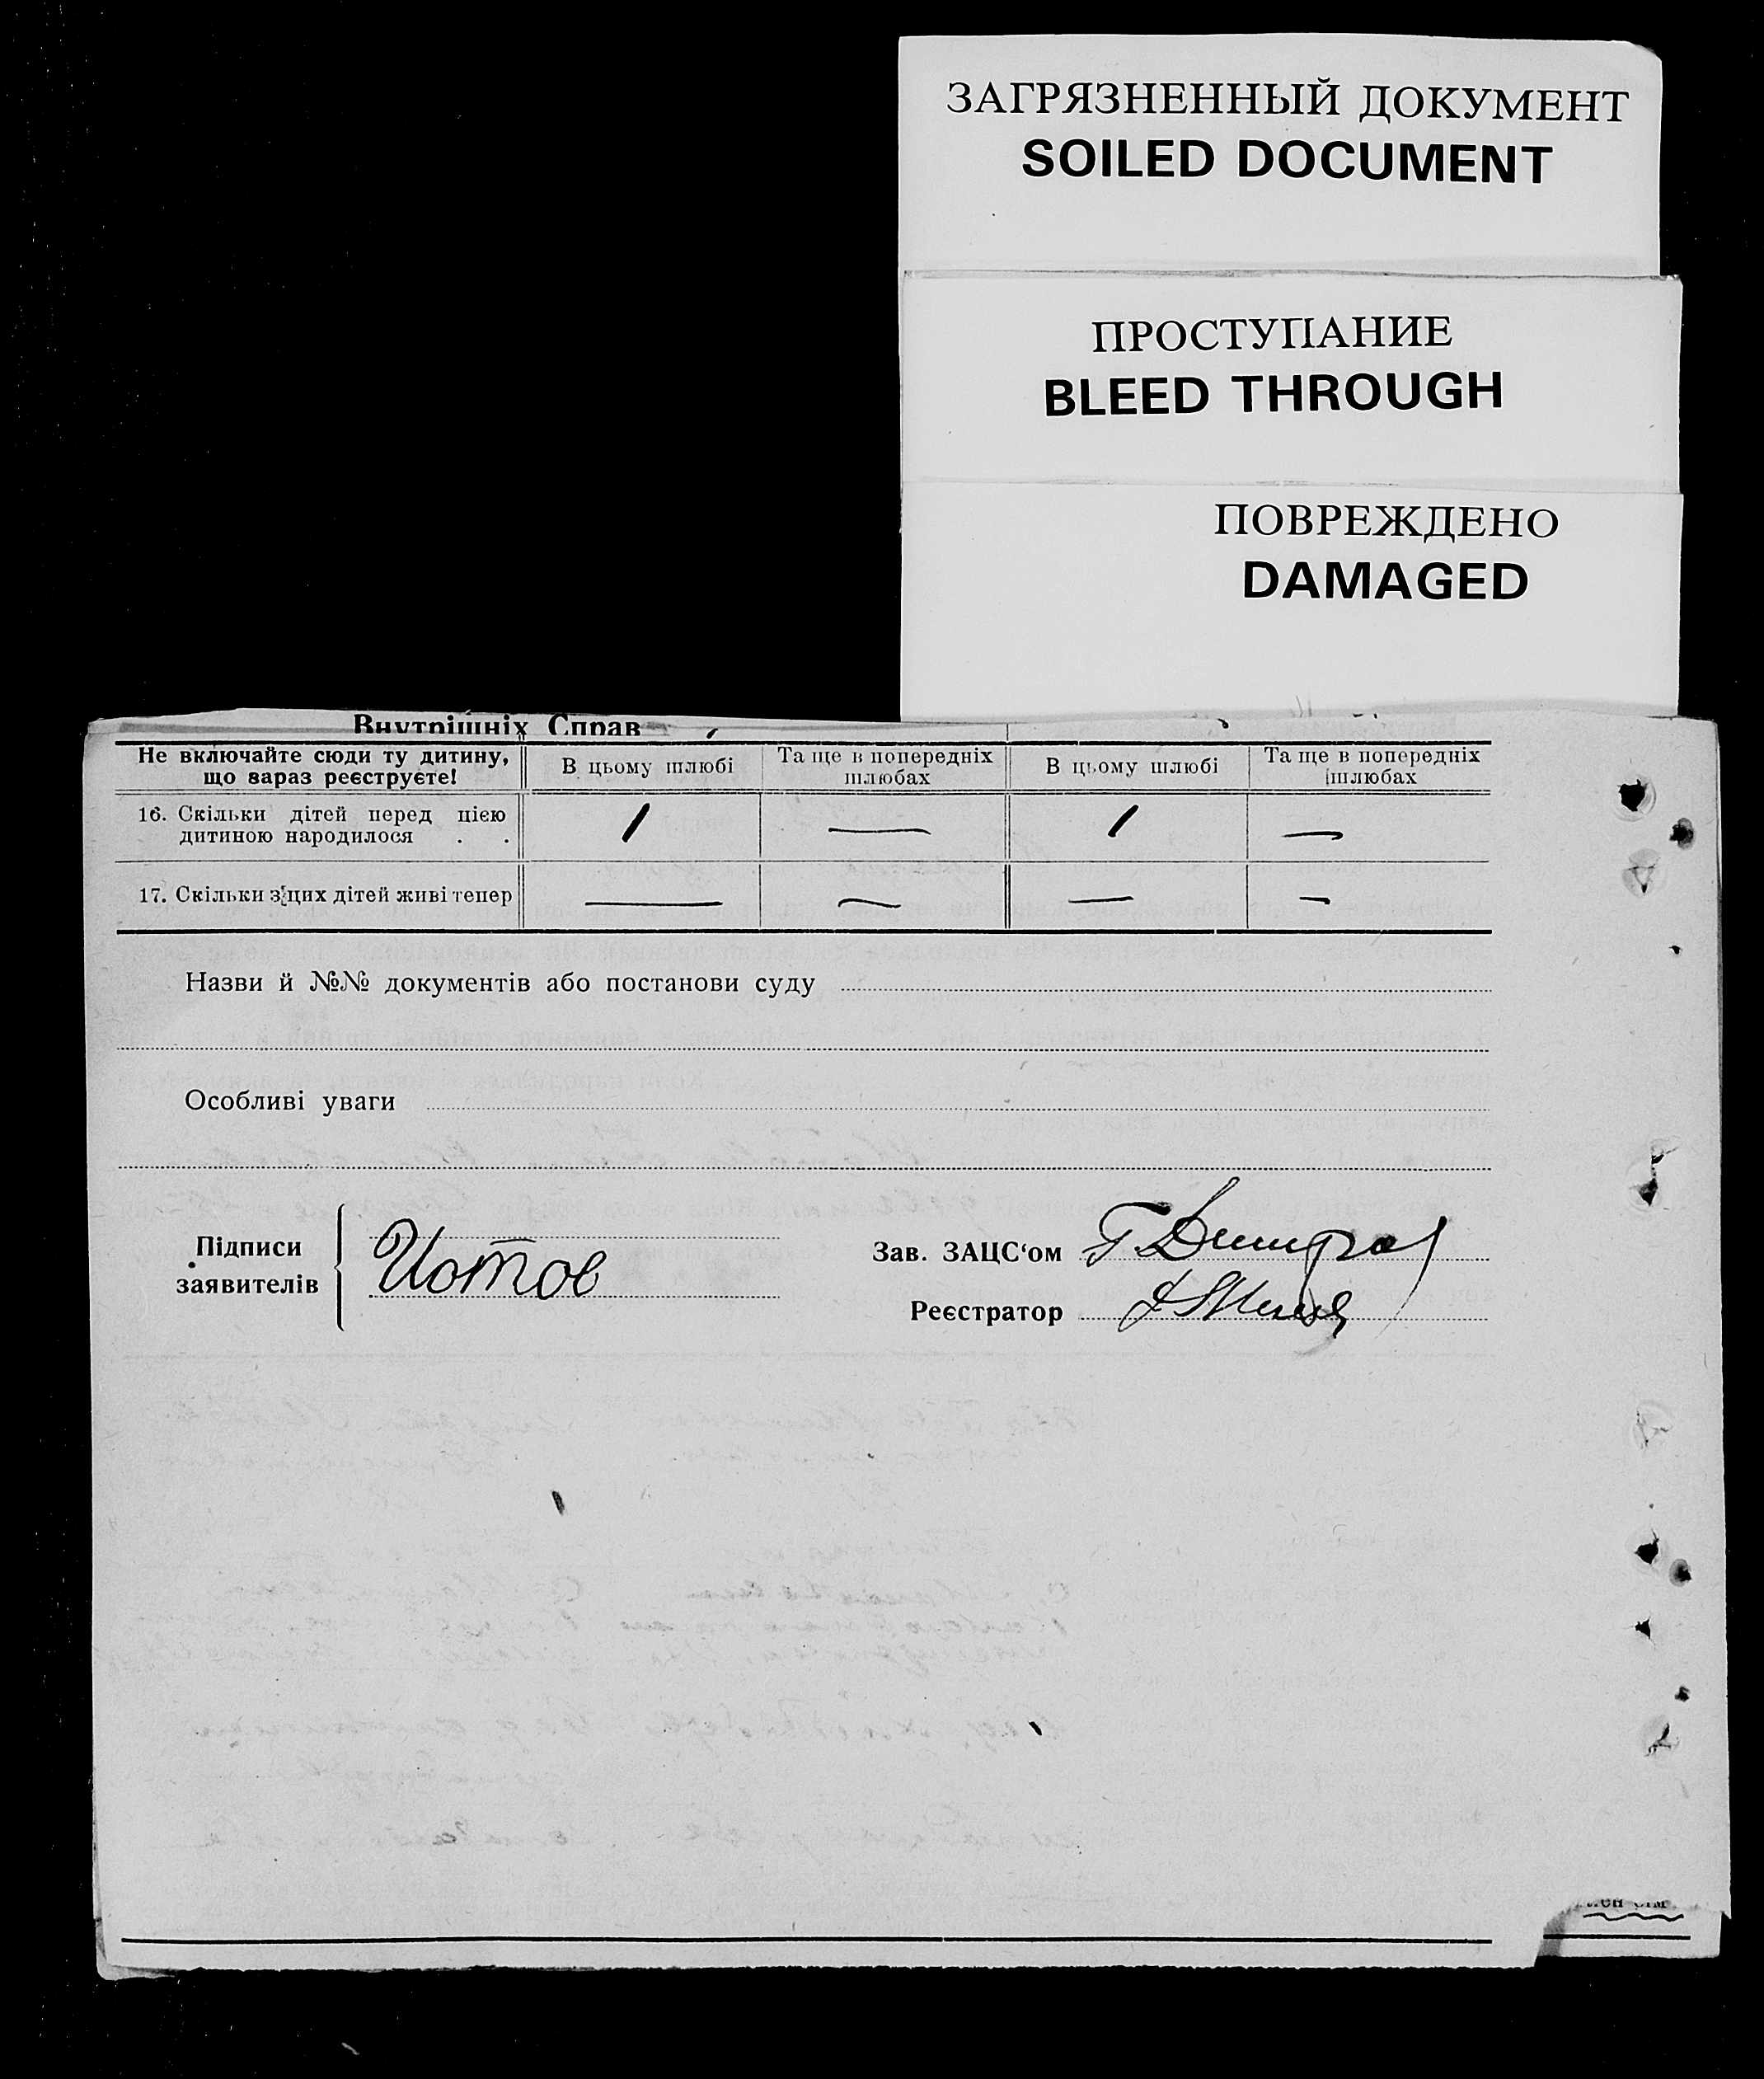 ЗАГРЯЗНЕННЫЙ ДОКУМЕНТ
SOILED DOCUMENT
ПРОСТУПАНИЕ
BLEED THROUGH
ПОВРЕЖДЕНО
DAMAGED
Внутрішніх Справ
Не включайте сюди ту дитину, що зараз реєструєте!
В цьому шлюбі
Та ще в попередніх шлюбах
В цьому шлюбі
Та ще в попередніх шлюбах
16. Скільки дітей перед цією дитиною народилося . . 1 — 1 —
17. Скільки з цих дітей живі тепер — — — —
Назви й №№ документів або постанови суду
Особливі уваги
Підписи заявителів
Иотов
Зав. ЗАЦС'ом
Реєстратор